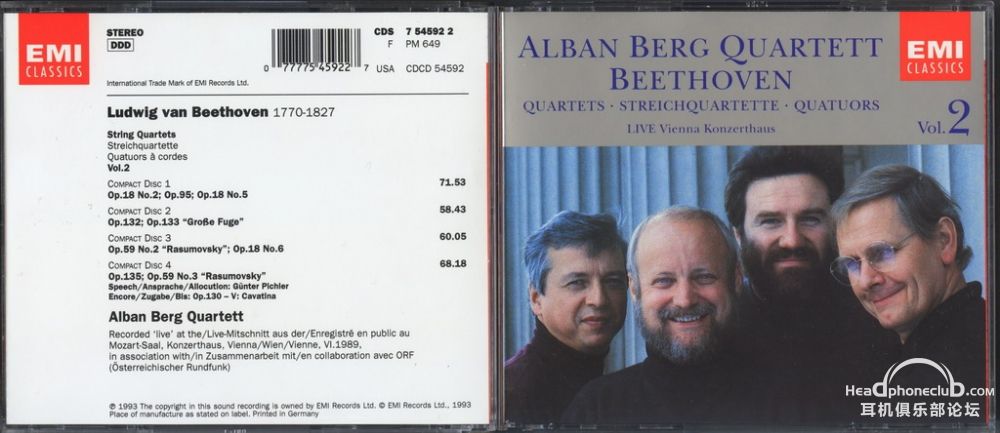 EMI
CLASSICS
STEREO
DDD
CDS 7 54592 2
F PM 649
0 77775 45922 7
USA CDCD 54592
International Trade Mark of EMI Records Ltd.
Ludwig van Beethoven 1770-1827
String Quartets
Streichquartette
Quatuors à cordes
Vol.2
COMPACT DISC 1 71.53
Op.18 No.2; Op.95; Op.18 No.5
COMPACT DISC 2 58.43
Op.132; Op.133 “Große Fuge”
COMPACT DISC 3 60.05
Op.59 No.2 “Rasumovsky”; Op.18 No.6
COMPACT DISC 4 68.18
Op.135; Op.59 No.3 “Rasumovsky”
Speech/Ansprache/Allocution: Günter Pichler
Encore/Zugabe/Bis: Op.130 – V: Cavatina
Alban Berg Quartett
Recorded ‘live’ at the/Live-Mitschnitt aus der/Enregistré en public au
Mozart-Saal, Konzerthaus, Vienna/Wien/Vienne, VI.1989,
in association with/in Zusammenarbeit mit/en collaboration avec ORF
(Österreichischer Rundfunk)
℗ 1993 The copyright in this sound recording is owned by EMI Records Ltd. © EMI Records Ltd., 1993
Place of manufacture as stated on label. Printed in Germany
ALBAN BERG QUARTETT
BEETHOVEN
QUARTETS · STREICHQUARTETTE · QUATUORS
LIVE Vienna Konzerthaus
Vol. 2
EMI
CLASSICS
Headphoneclub.com
耳机俱乐部论坛